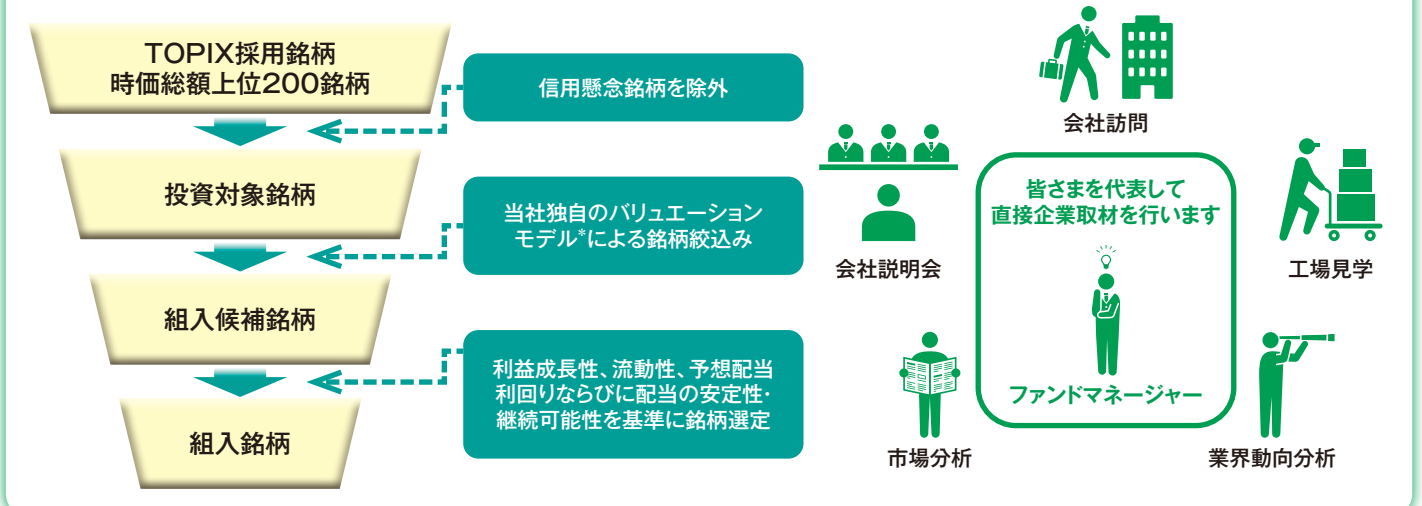 TOPIX採用銘柄
時価総額上位200銘柄
信用懸念銘柄を除外
投資対象銘柄
当社独自のバリュエーション
モデル*による銘柄絞込み
組入候補銘柄
利益成長性、流動性、予想配当
利回りならびに配当の安定性・
継続可能性を基準に銘柄選定
組入銘柄
会社訪問
会社説明会
皆さまを代表して
直接企業取材を行います
ファンドマネージャー
工場見学
市場分析
業界動向分析